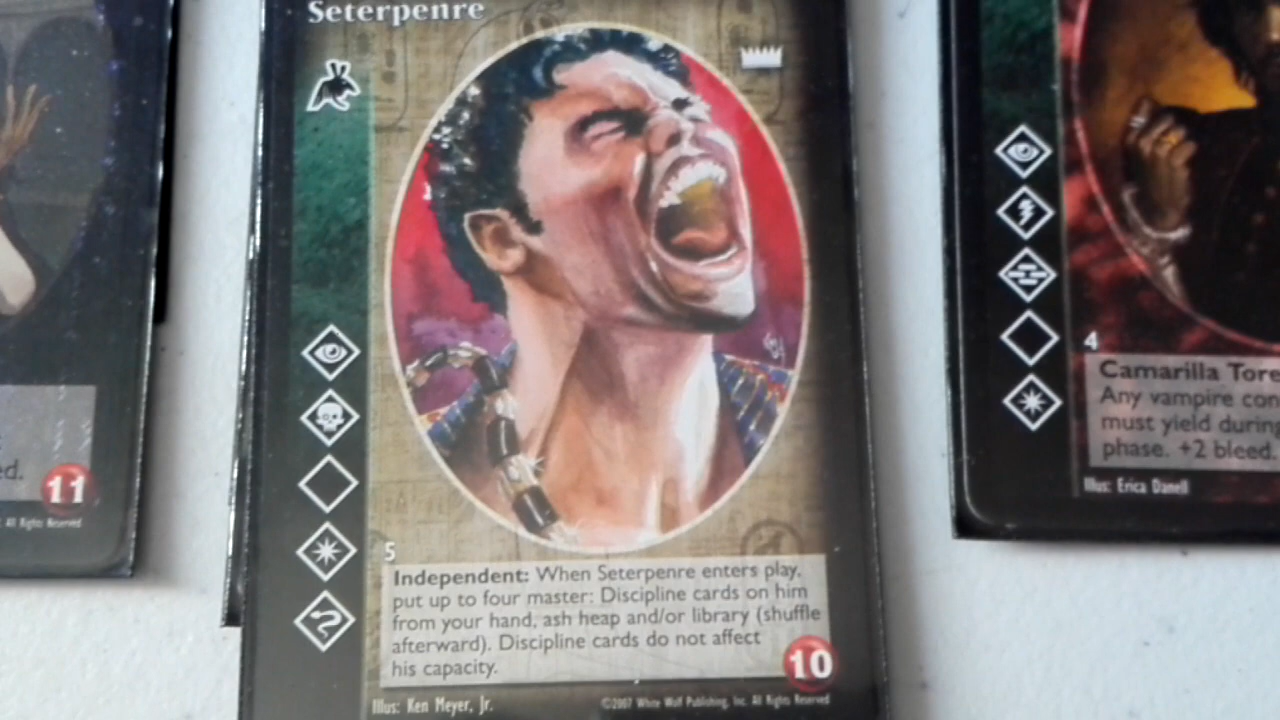 Seterpenre
5
Independent: When Seterpenre enters play,
put up to four master: Discipline cards on him
from your hand, ash heap and/or library (shuffle
afterward). Discipline cards do not affect
his capacity.
10
Illus: Ken Meyer, Jr.
©2007 White Wolf Publishing, Inc. All Rights Reserved
ed.
11
All Rights Reserved
4
Camarilla Tore
Any vampire con
must yield during
phase. +2 bleed.
Illus: Erica Danell